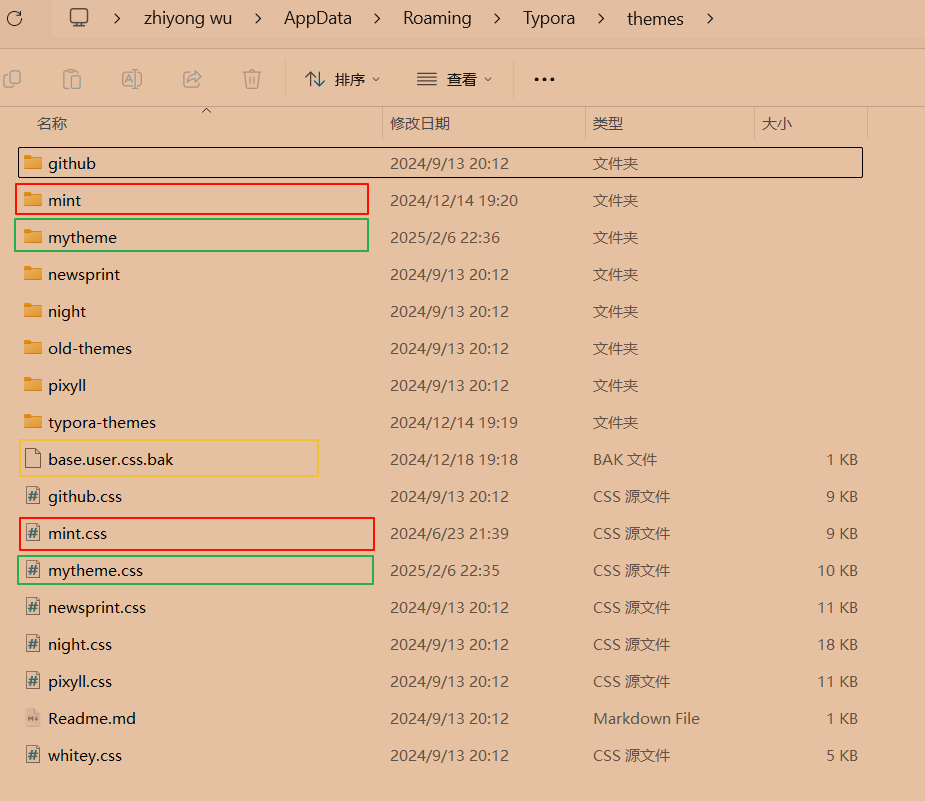 zhiyong wu > AppData > Roaming > Typora > themes >
排序 查看 ···
名称 修改日期 类型 大小
github 2024/9/13 20:12 文件夹
mint 2024/12/14 19:20 文件夹
mytheme 2025/2/6 22:36 文件夹
newsprint 2024/9/13 20:12 文件夹
night 2024/9/13 20:12 文件夹
old-themes 2024/9/13 20:12 文件夹
pixyll 2024/9/13 20:12 文件夹
typora-themes 2024/12/14 19:19 文件夹
base.user.css.bak 2024/12/18 19:18 BAK 文件 1 KB
github.css 2024/9/13 20:12 CSS 源文件 9 KB
mint.css 2024/6/23 21:39 CSS 源文件 9 KB
mytheme.css 2025/2/6 22:35 CSS 源文件 10 KB
newsprint.css 2024/9/13 20:12 CSS 源文件 11 KB
night.css 2024/9/13 20:12 CSS 源文件 18 KB
pixyll.css 2024/9/13 20:12 CSS 源文件 11 KB
Readme.md 2024/9/13 20:12 Markdown File 1 KB
whitey.css 2024/9/13 20:12 CSS 源文件 5 KB